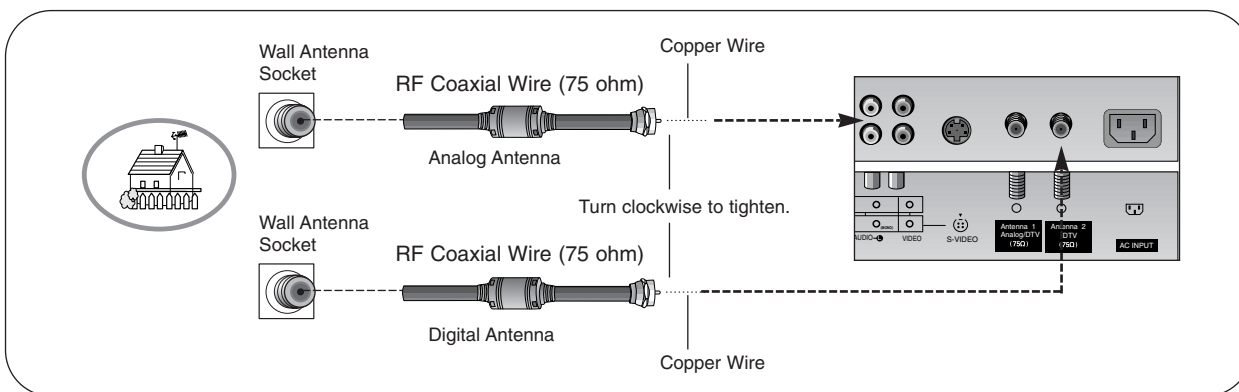 Wall Antenna
Socket
RF Coaxial Wire (75 ohm)
Analog Antenna
Copper Wire
Turn clockwise to tighten.
Wall Antenna
Socket
RF Coaxial Wire (75 ohm)
Digital Antenna
Copper Wire
(MONO)
AUDIO
VIDEO
S-VIDEO
Antenna 1
Analog/DTV
(75Ω)
Antenna 2
DTV
(75Ω)
AC INPUT